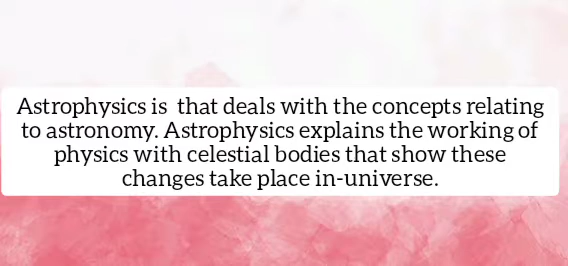 Astrophysics is  that deals with the concepts relating
to astronomy. Astrophysics explains the working of
physics with celestial bodies that show these
changes take place in-universe.